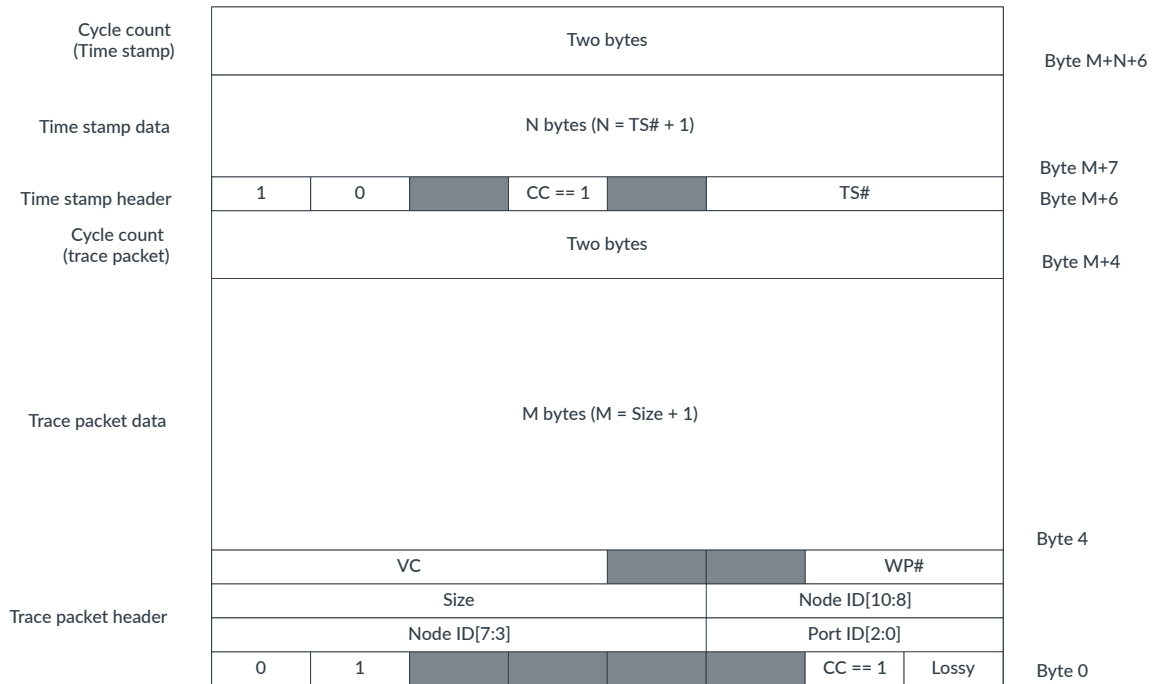 Cycle count
(Time stamp)
Two bytes
Byte M+N+6
Time stamp data
N bytes (N = TS# + 1)
Byte M+7
Time stamp header
1
0
CC == 1
TS#
Byte M+6
Cycle count
(trace packet)
Two bytes
Byte M+4
Trace packet data
M bytes (M = Size + 1)
Byte 4
VC
WP#
Trace packet header
Size
Node ID[10:8]
Node ID[7:3]
Port ID[2:0]
0
1
CC == 1
Lossy
Byte 0